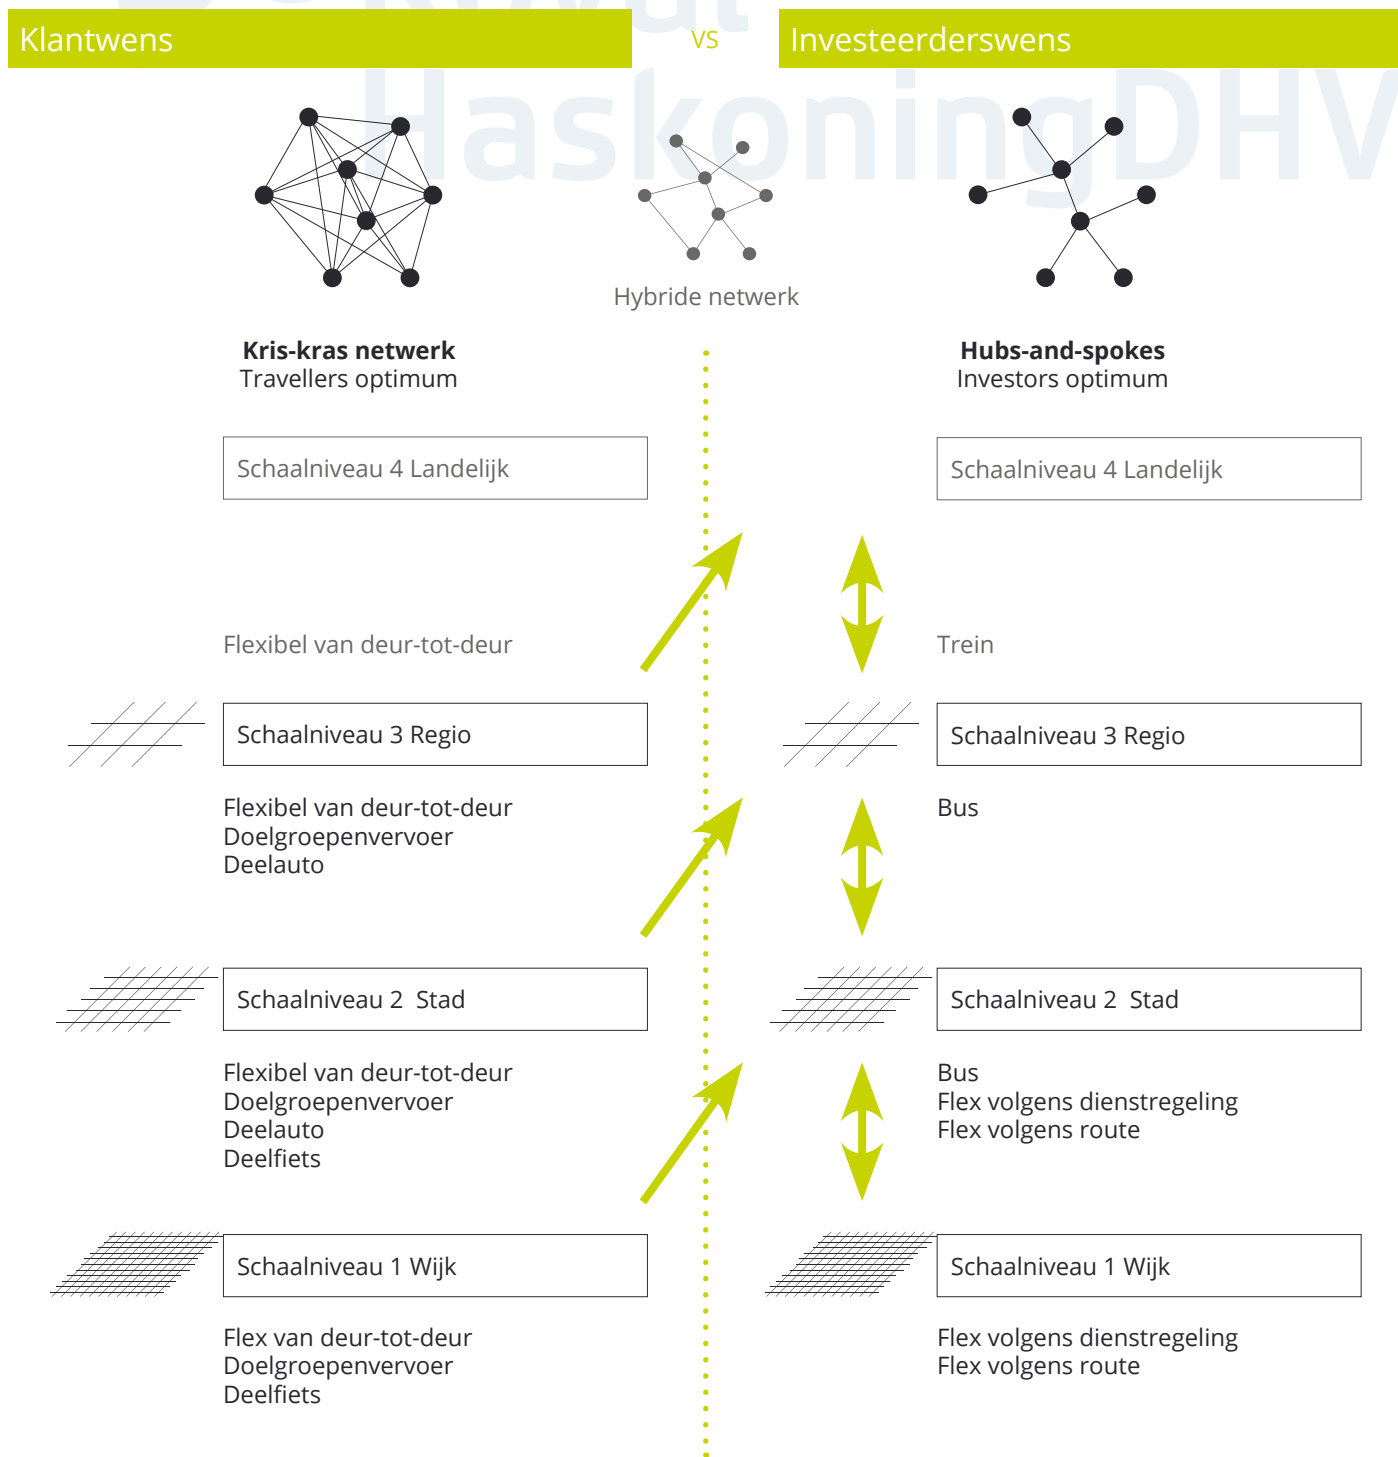 Royal
HaskoningDHV
Klantwens
VS
Investeerderswens
Hybride netwerk
Kris-kras netwerk
Travellers optimum
Hubs-and-spokes
Investors optimum
Schaalniveau 4 Landelijk
Schaalniveau 4 Landelijk
Flexibel van deur-tot-deur
Trein
Schaalniveau 3 Regio
Schaalniveau 3 Regio
Flexibel van deur-tot-deur
Doelgroepenvervoer
Deelauto
Bus
Schaalniveau 2  Stad
Schaalniveau 2  Stad
Flexibel van deur-tot-deur
Doelgroepenvervoer
Deelauto
Deelfiets
Bus
Flex volgens dienstregeling
Flex volgens route
Schaalniveau 1 Wijk
Schaalniveau 1 Wijk
Flex van deur-tot-deur
Doelgroepenvervoer
Deelfiets
Flex volgens dienstregeling
Flex volgens route